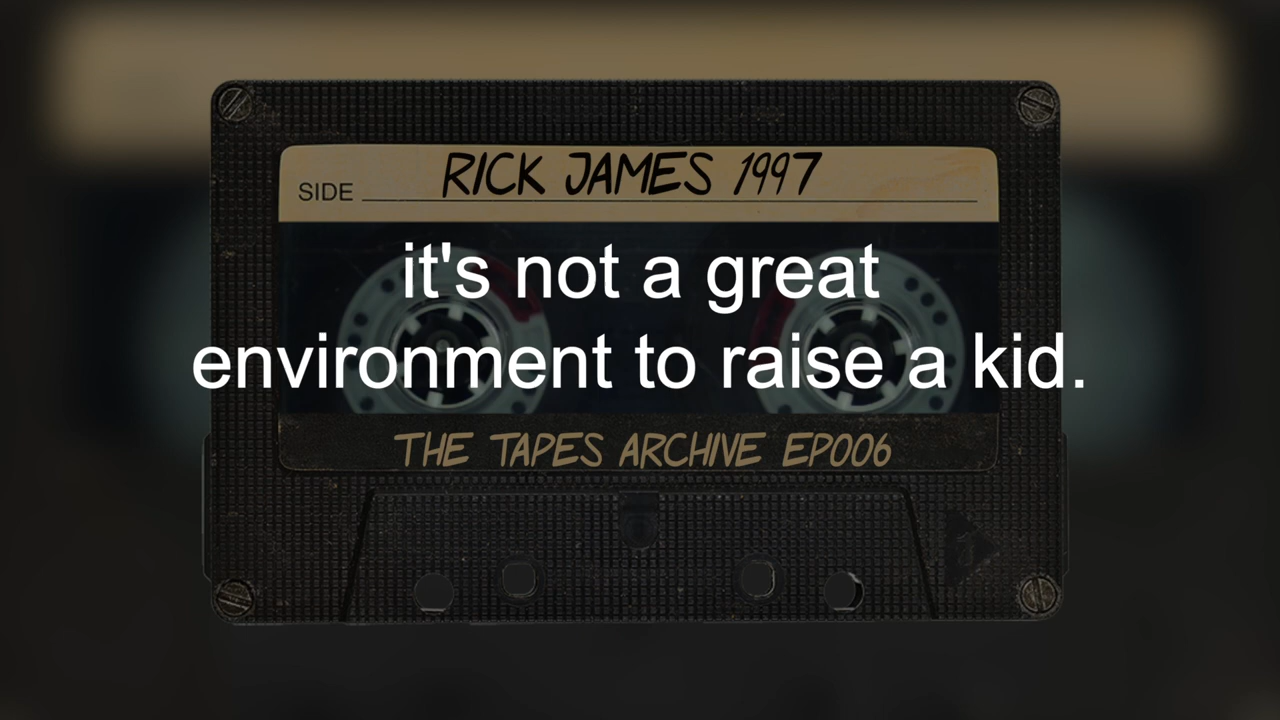 RICK JAMES 1997
SIDE
it's not a great
environment to raise a kid.
THE TAPES ARCHIVE EP006